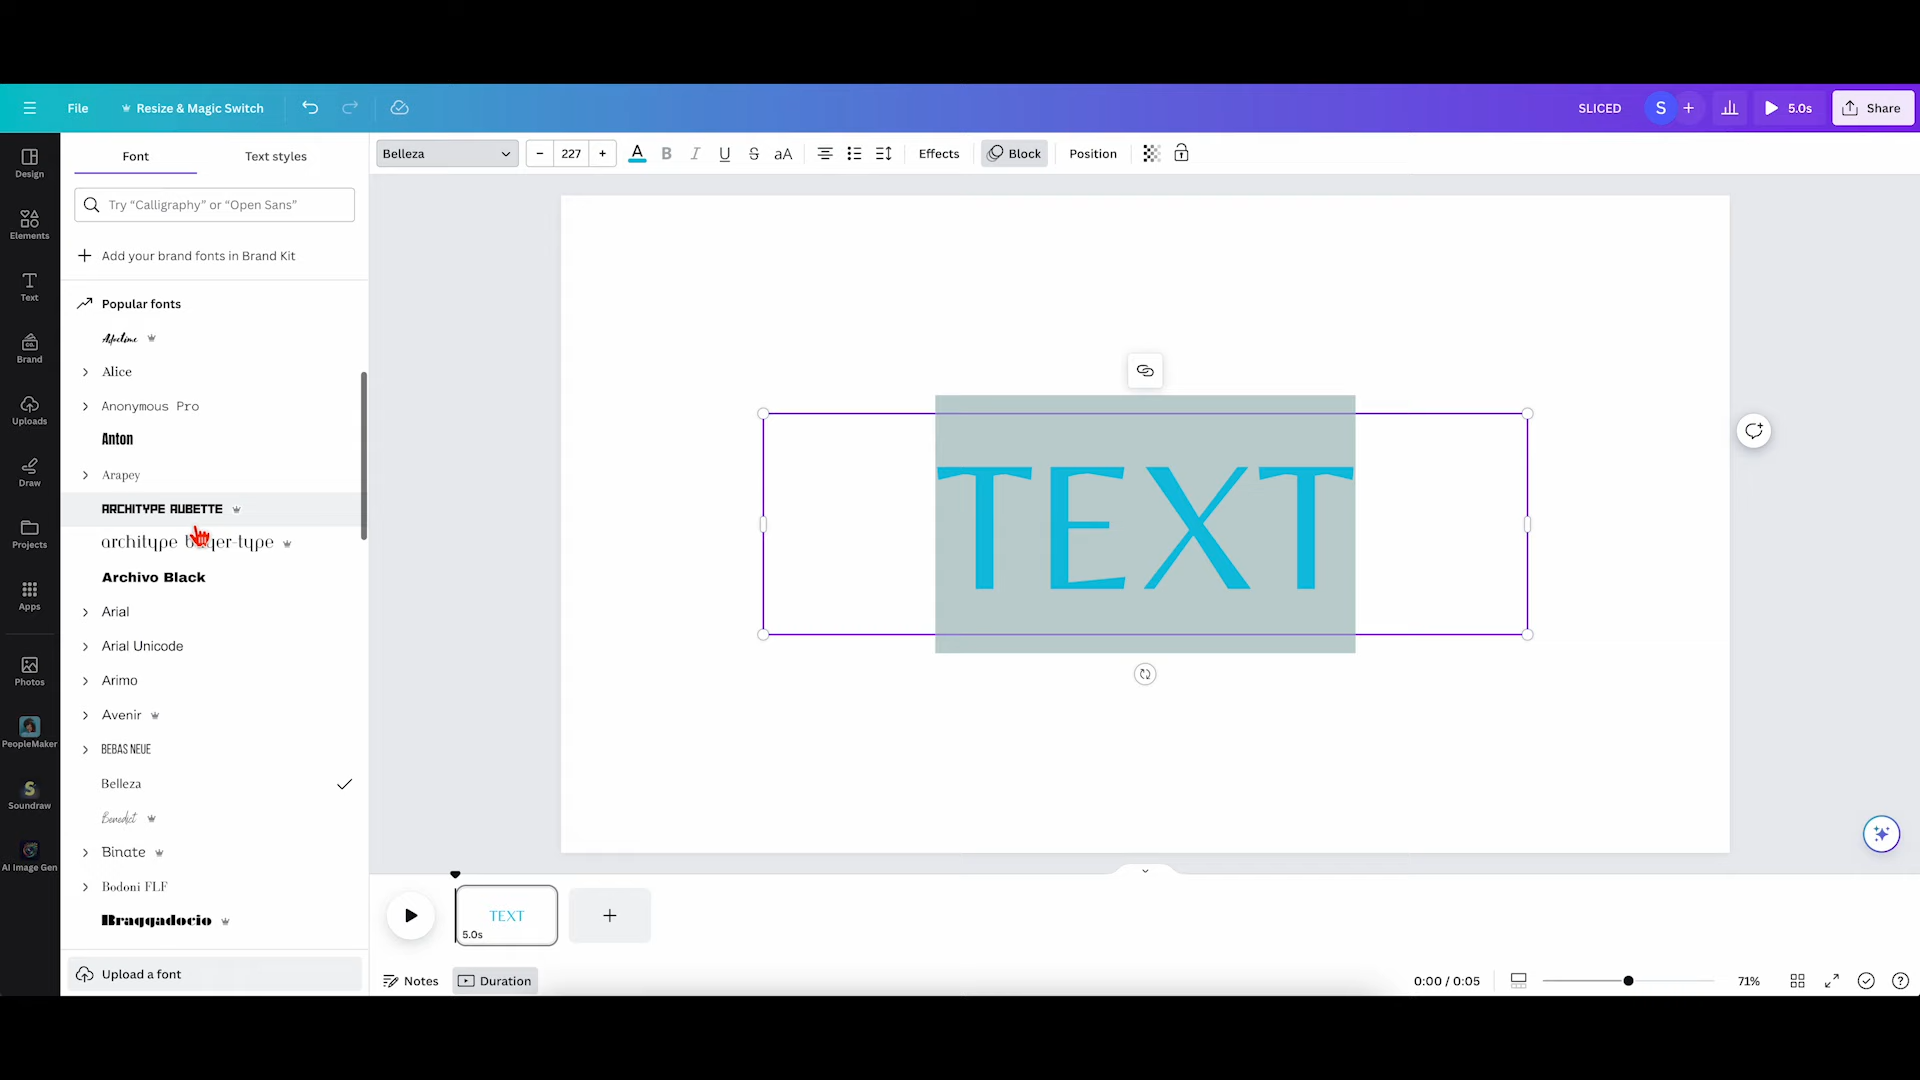 File
Resize & Magic Switch
SLICED
S
5.0s
Share
Design
Elements
Text
Brand
CO.
Uploads
Draw
Projects
Apps
Photos
PeopleMaker
Soundraw
AI Image Gen
Font
Text styles
Try “Calligraphy” or “Open Sans”
Add your brand fonts in Brand Kit
Popular fonts
Alice
Anonymous Pro
Anton
Arapey
ARCHITYPE AUBETTE
Archivo Black
Arial
Arial Unicode
Arimo
Avenir
BEBAS NEUE
Belleza
Benedict
Binate
Bodoni FLF
Braggadocio
Upload a font
Belleza
227
A
B
I
U
S
aA
Effects
Block
Position
TEXT
TEXT
5.0s
Notes
Duration
0:00 / 0:05
71%